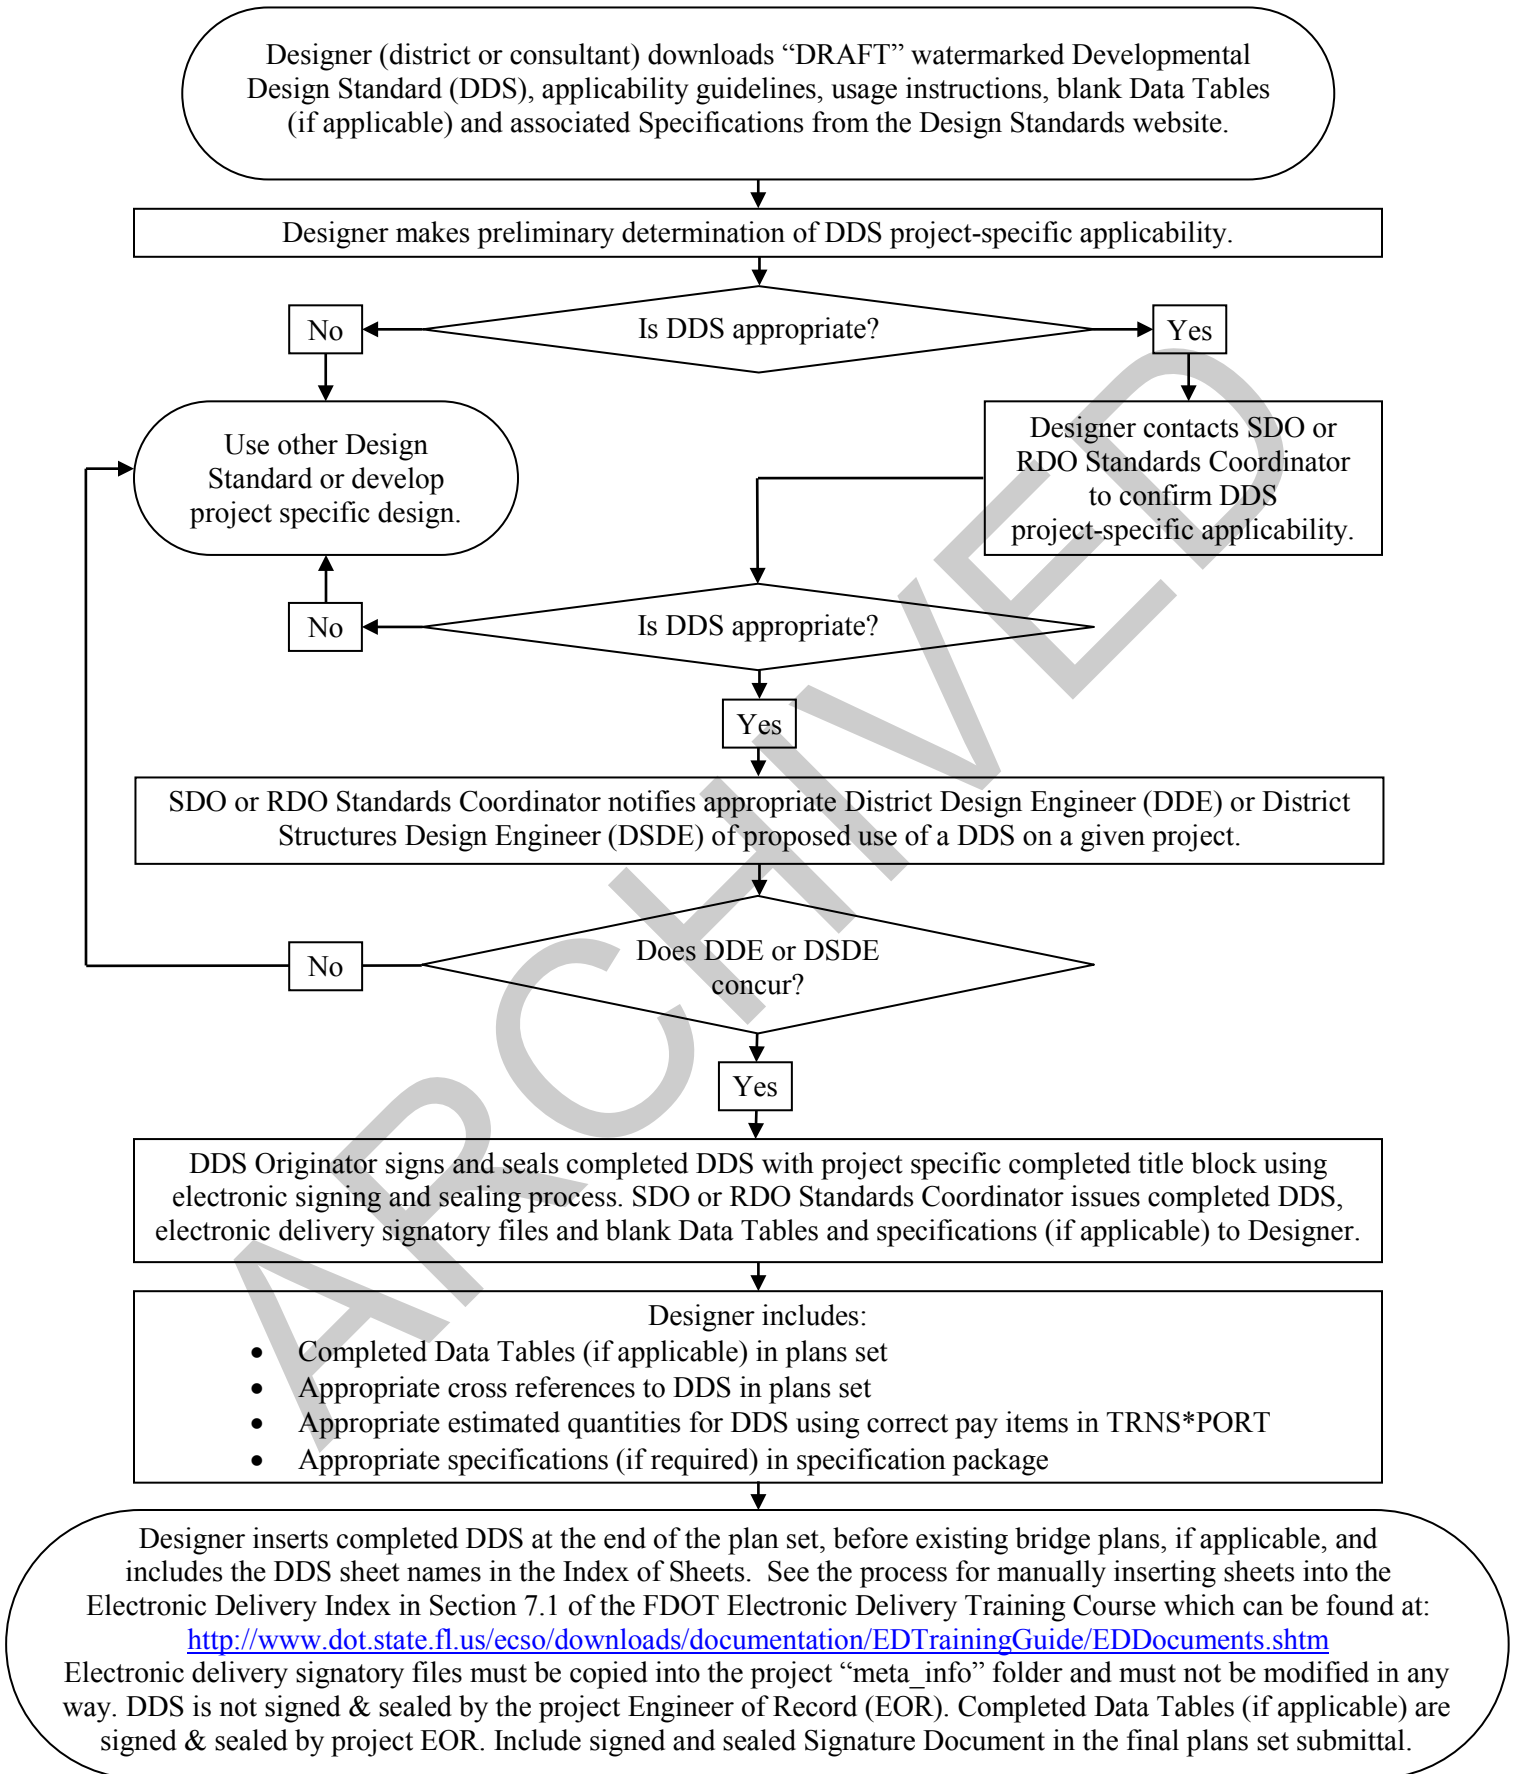 Designer (district or consultant) downloads “DRAFT” watermarked Developmental
Design Standard (DDS), applicability guidelines, usage instructions, blank Data Tables
(if applicable) and associated Specifications from the Design Standards website.
Designer makes preliminary determination of DDS project-specific applicability.
No
Is DDS appropriate?
Yes
Use other Design
Standard or develop
project specific design.
Designer contacts SDO or
RDO Standards Coordinator
to confirm DDS
project-specific applicability.
No
Is DDS appropriate?
Yes
SDO or RDO Standards Coordinator notifies appropriate District Design Engineer (DDE) or District
Structures Design Engineer (DSDE) of proposed use of a DDS on a given project.
No
Does DDE or DSDE
concur?
Yes
DDS Originator signs and seals completed DDS with project specific completed title block using
electronic signing and sealing process. SDO or RDO Standards Coordinator issues completed DDS,
electronic delivery signatory files and blank Data Tables and specifications (if applicable) to Designer.
Designer includes:
• Completed Data Tables (if applicable) in plans set
• Appropriate cross references to DDS in plans set
• Appropriate estimated quantities for DDS using correct pay items in TRNS*PORT
• Appropriate specifications (if required) in specification package
Designer inserts completed DDS at the end of the plan set, before existing bridge plans, if applicable, and
includes the DDS sheet names in the Index of Sheets. See the process for manually inserting sheets into the
Electronic Delivery Index in Section 7.1 of the FDOT Electronic Delivery Training Course which can be found at:
http://www.dot.state.fl.us/ecso/downloads/documentation/EDTrainingGuide/EDDocuments.shtm
Electronic delivery signatory files must be copied into the project “meta_info” folder and must not be modified in any
way. DDS is not signed & sealed by the project Engineer of Record (EOR). Completed Data Tables (if applicable) are
signed & sealed by project EOR. Include signed and sealed Signature Document in the final plans set submittal.
ARCHIVED